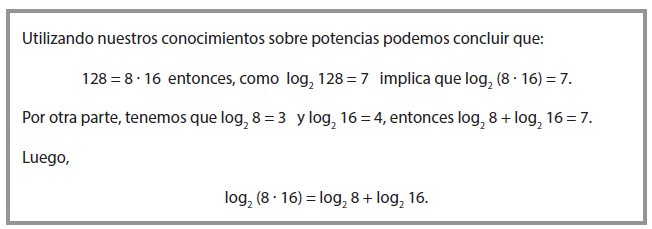 Utilizando nuestros conocimientos sobre potencias podemos concluir que:
128 = 8 · 16 entonces, como log₂ 128 = 7 implica que log₂ (8 · 16) = 7.
Por otra parte, tenemos que log₂ 8 = 3 y log₂ 16 = 4, entonces log₂ 8 + log₂ 16 = 7.
Luego,
log₂ (8 · 16) = log₂ 8 + log₂ 16.